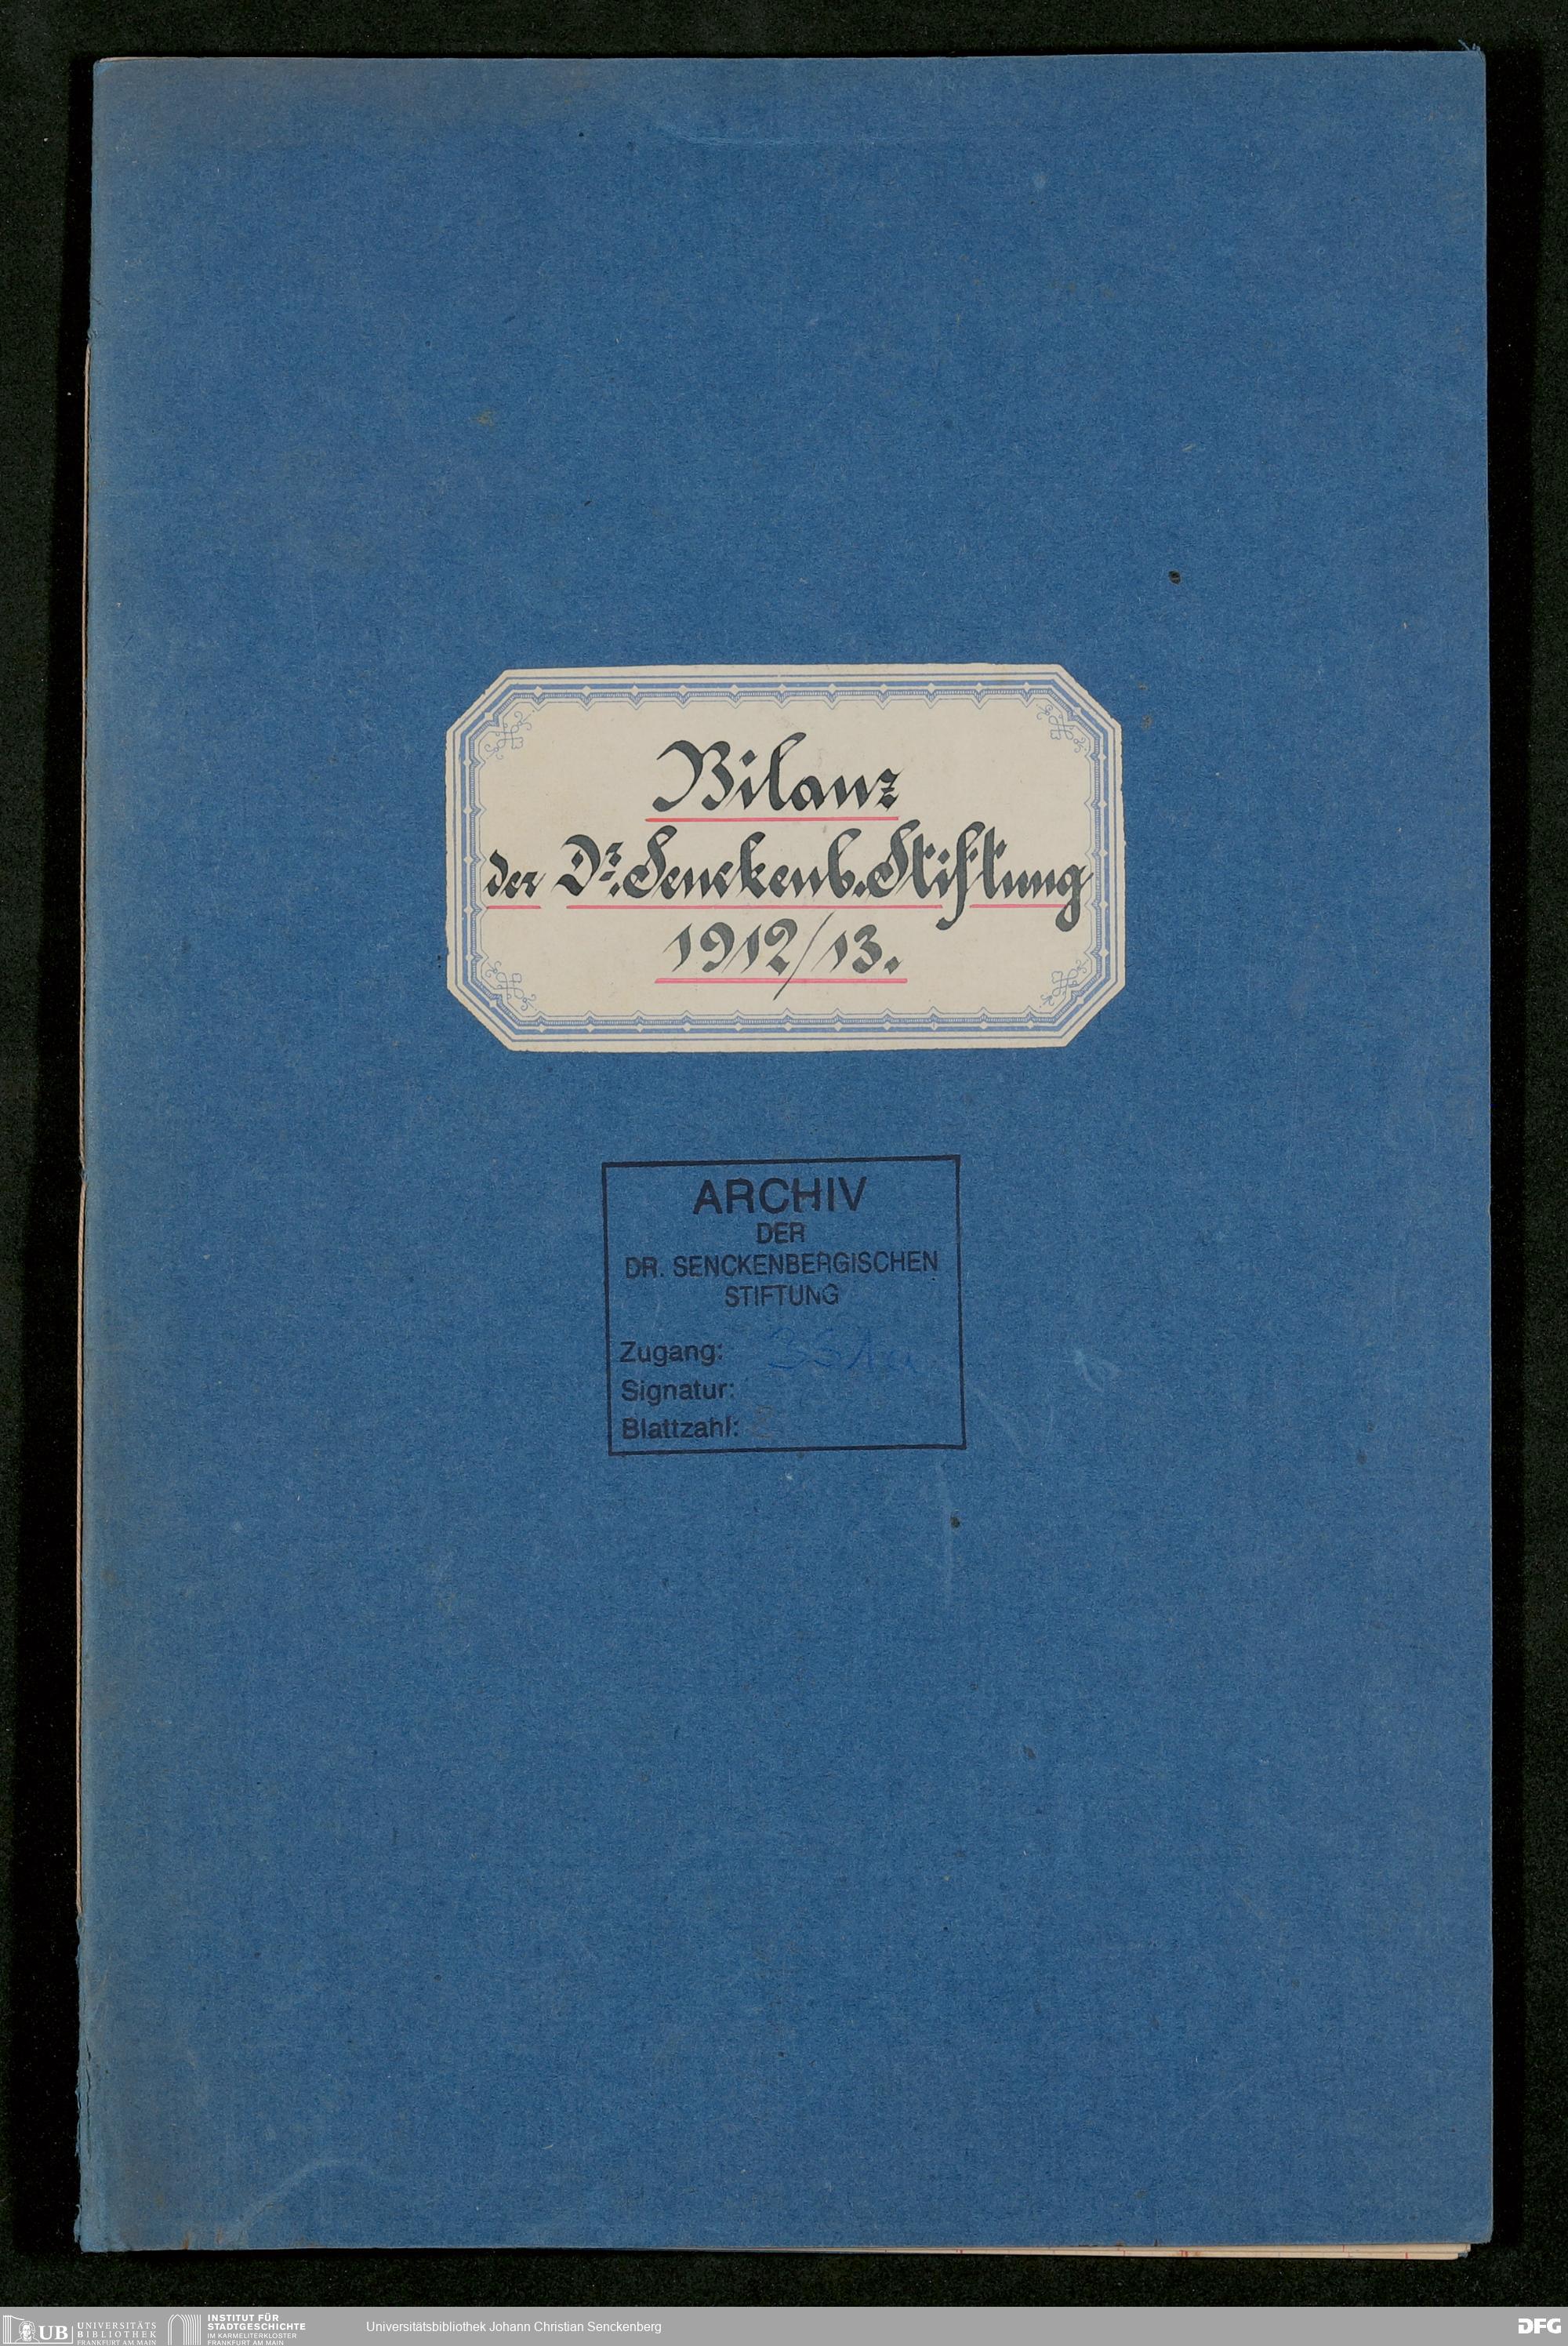 Bilanz
der Dr. Senckenb. Stiftung
1912/13.
ARCHIV
DER
DR. SENCKENBERGISCHEN
STIFTUNG
Zugang:
Signatur:
Blattzahl:
UB
UNIVERSITÄTS
BIBLIOTHEK
FRANKFURT AM MAIN
INSTITUT FÜR
STADTGESCHICHTE
IM KARMELITERKLOSTER
FRANKFURT AM MAIN
Universitätsbibliothek Johann Christian Senckenberg
DFG